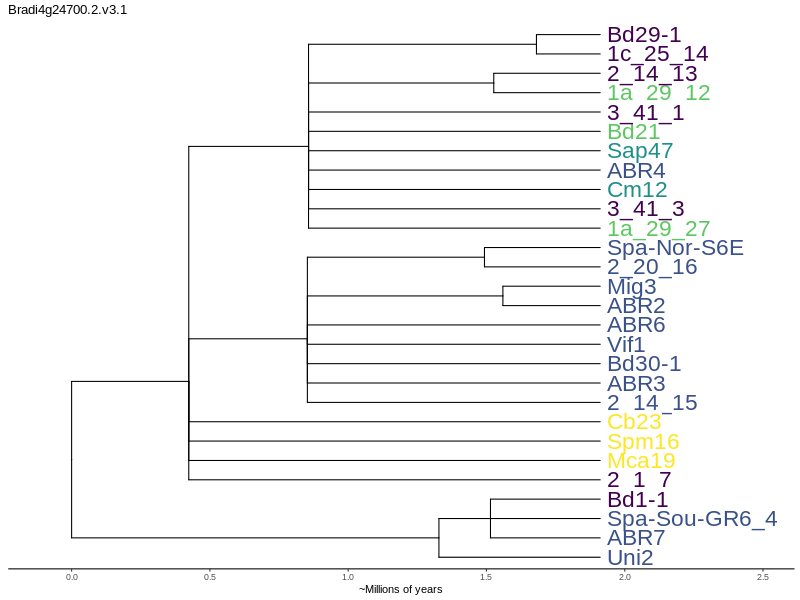 Bradi4g24700.2.v3.1
Bd29-1
1c_25_14
2_14_13
1a_29_12
3_41_1
Bd21
Sap47
ABR4
Cm12
3_41_3
1a_29_27
Spa-Nor-S6E
2_20_16
Mig3
ABR2
ABR6
Vif1
Bd30-1
ABR3
2_14_15
Cb23
Spm16
Mca19
2_1_7
Bd1-1
Spa-Sou-GR6_4
ABR7
Uni2
0.0 0.5 1.0 1.5 2.0 2.5
~Millions of years